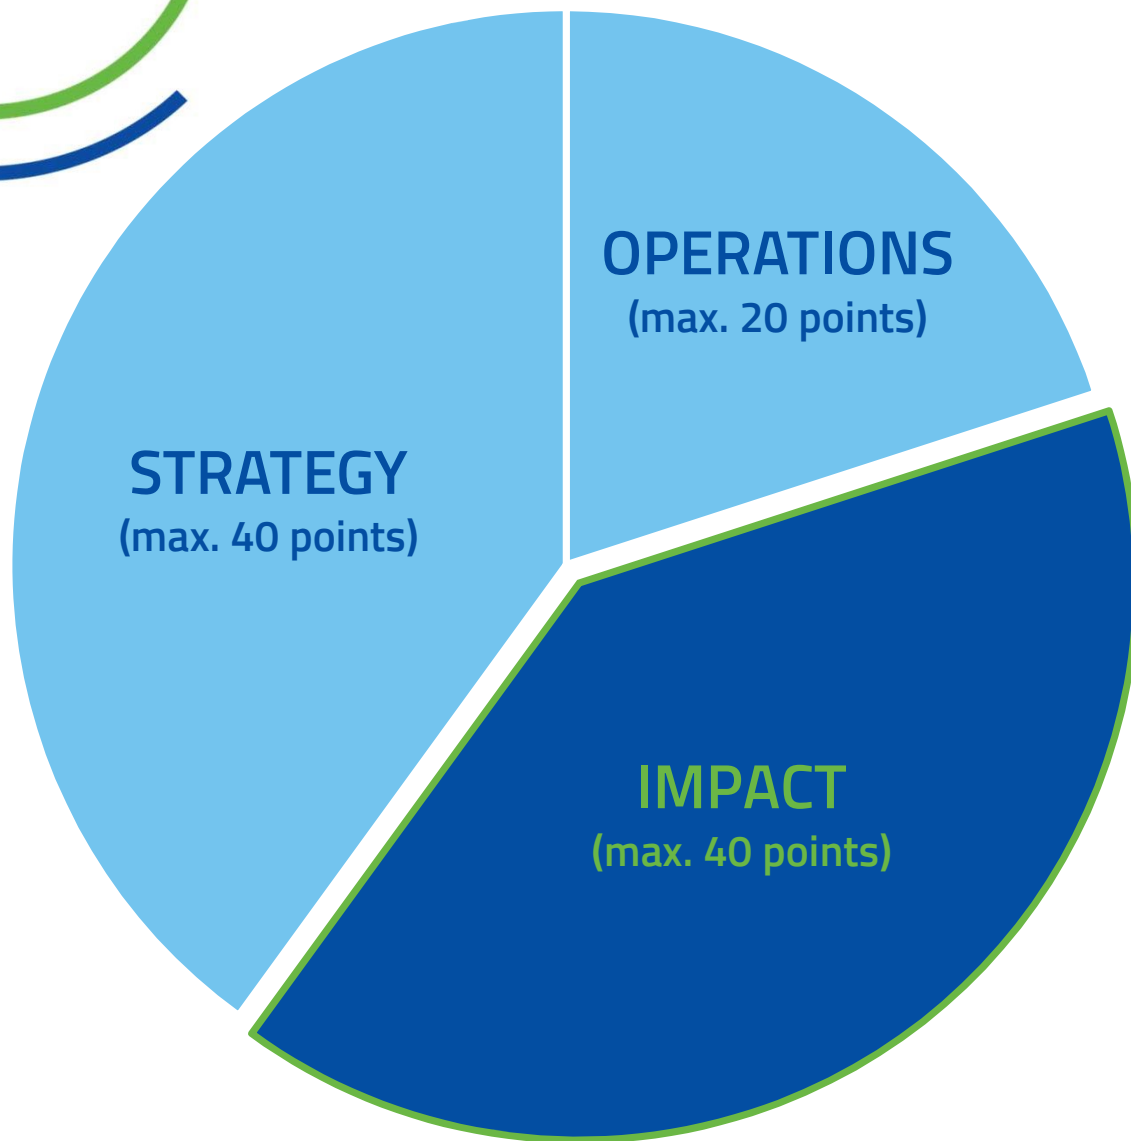 OPERATIONS
(max. 20 points)
STRATEGY
(max. 40 points)
IMPACT
(max. 40 points)